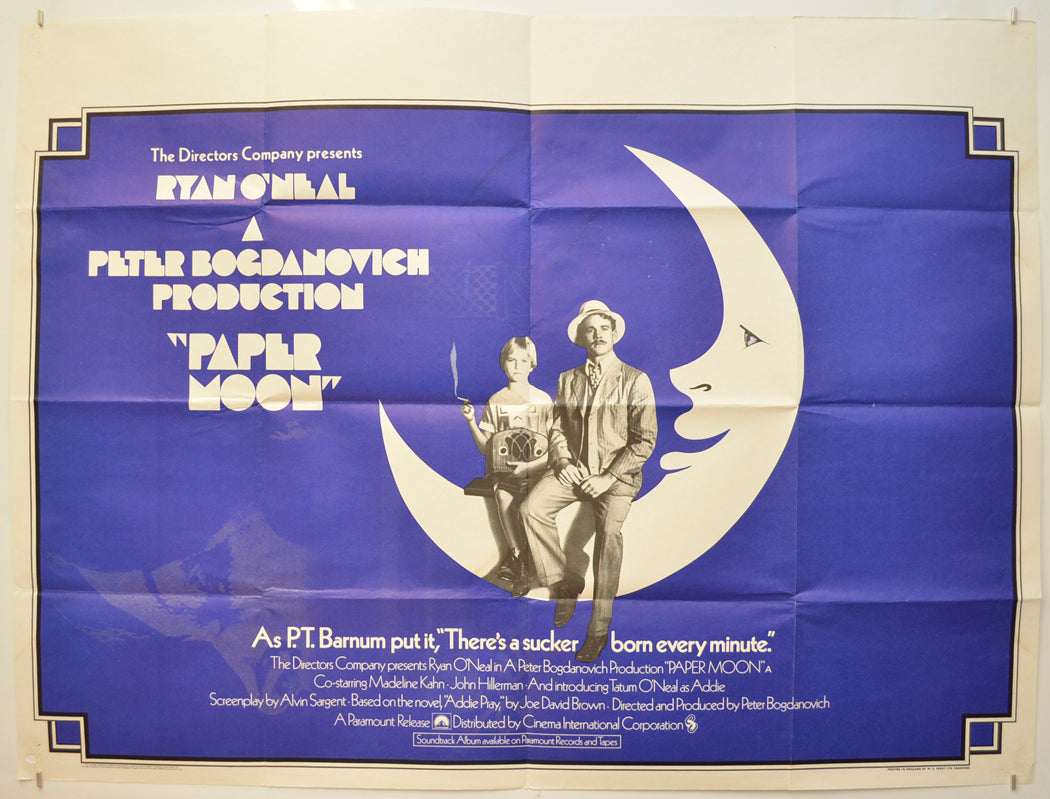 The Directors Company presents
RYAN O'NEAL
A
PETER BOGDANOVICH
PRODUCTION
"PAPER
MOON"
As P.T. Barnum put it, "There's a sucker born every minute."
The Directors Company presents Ryan O'Neal in A Peter Bogdanovich Production "PAPER MOON" A
Co-starring Madeline Kahn · John Hillerman · And introducing Tatum O'Neal as Addie
Screenplay by Alvin Sargent · Based on the novel, "Addie Pray," by Joe David Brown · Directed and Produced by Peter Bogdanovich
A Paramount Release Distributed by Cinema International Corporation
Soundtrack Album available on Paramount Records and Tapes